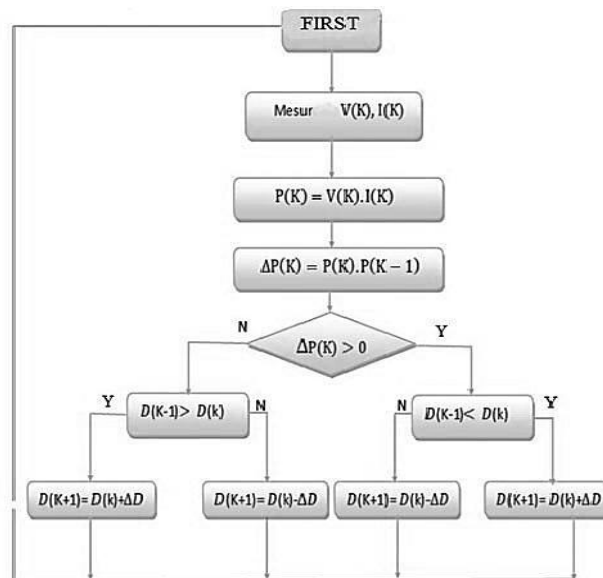 FIRST
Mesur V(K), I(K)
P(K) = V(K).I(K)
ΔP(K) = P(K).P(K − 1)
N
Y
ΔP(K) > 0
Y
D(K-1)> D(k)
N
N
D(K-1)< D(k)
Y
D(K+1)= D(k)+ΔD
D(K+1)= D(k)-ΔD
D(K+1)= D(k)-ΔD
D(K+1)= D(k)+ΔD